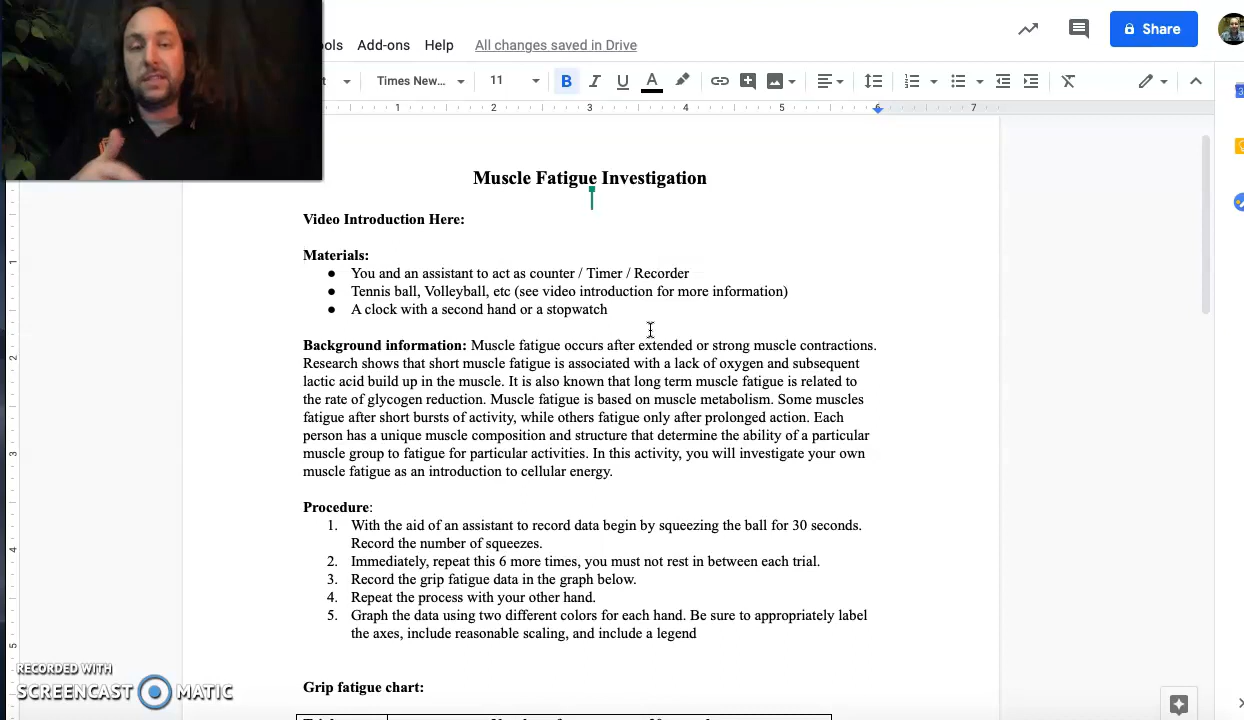 ols Add-ons Help All changes saved in Drive Share
Times New... 11
1 2 3 4 5 6 7
Muscle Fatigue Investigation
Video Introduction Here:
Materials:
● You and an assistant to act as counter / Timer / Recorder
● Tennis ball, Volleyball, etc (see video introduction for more information)
● A clock with a second hand or a stopwatch
Background information: Muscle fatigue occurs after extended or strong muscle contractions.
Research shows that short muscle fatigue is associated with a lack of oxygen and subsequent
lactic acid build up in the muscle. It is also known that long term muscle fatigue is related to
the rate of glycogen reduction. Muscle fatigue is based on muscle metabolism. Some muscles
fatigue after short bursts of activity, while others fatigue only after prolonged action. Each
person has a unique muscle composition and structure that determine the ability of a particular
muscle group to fatigue for particular activities. In this activity, you will investigate your own
muscle fatigue as an introduction to cellular energy.
Procedure:
1. With the aid of an assistant to record data begin by squeezing the ball for 30 seconds.
Record the number of squeezes.
2. Immediately, repeat this 6 more times, you must not rest in between each trial.
3. Record the grip fatigue data in the graph below.
4. Repeat the process with your other hand.
5. Graph the data using two different colors for each hand. Be sure to appropriately label
the axes, include reasonable scaling, and include a legend
Grip fatigue chart:
RECORDED WITH
SCREENCAST MATIC